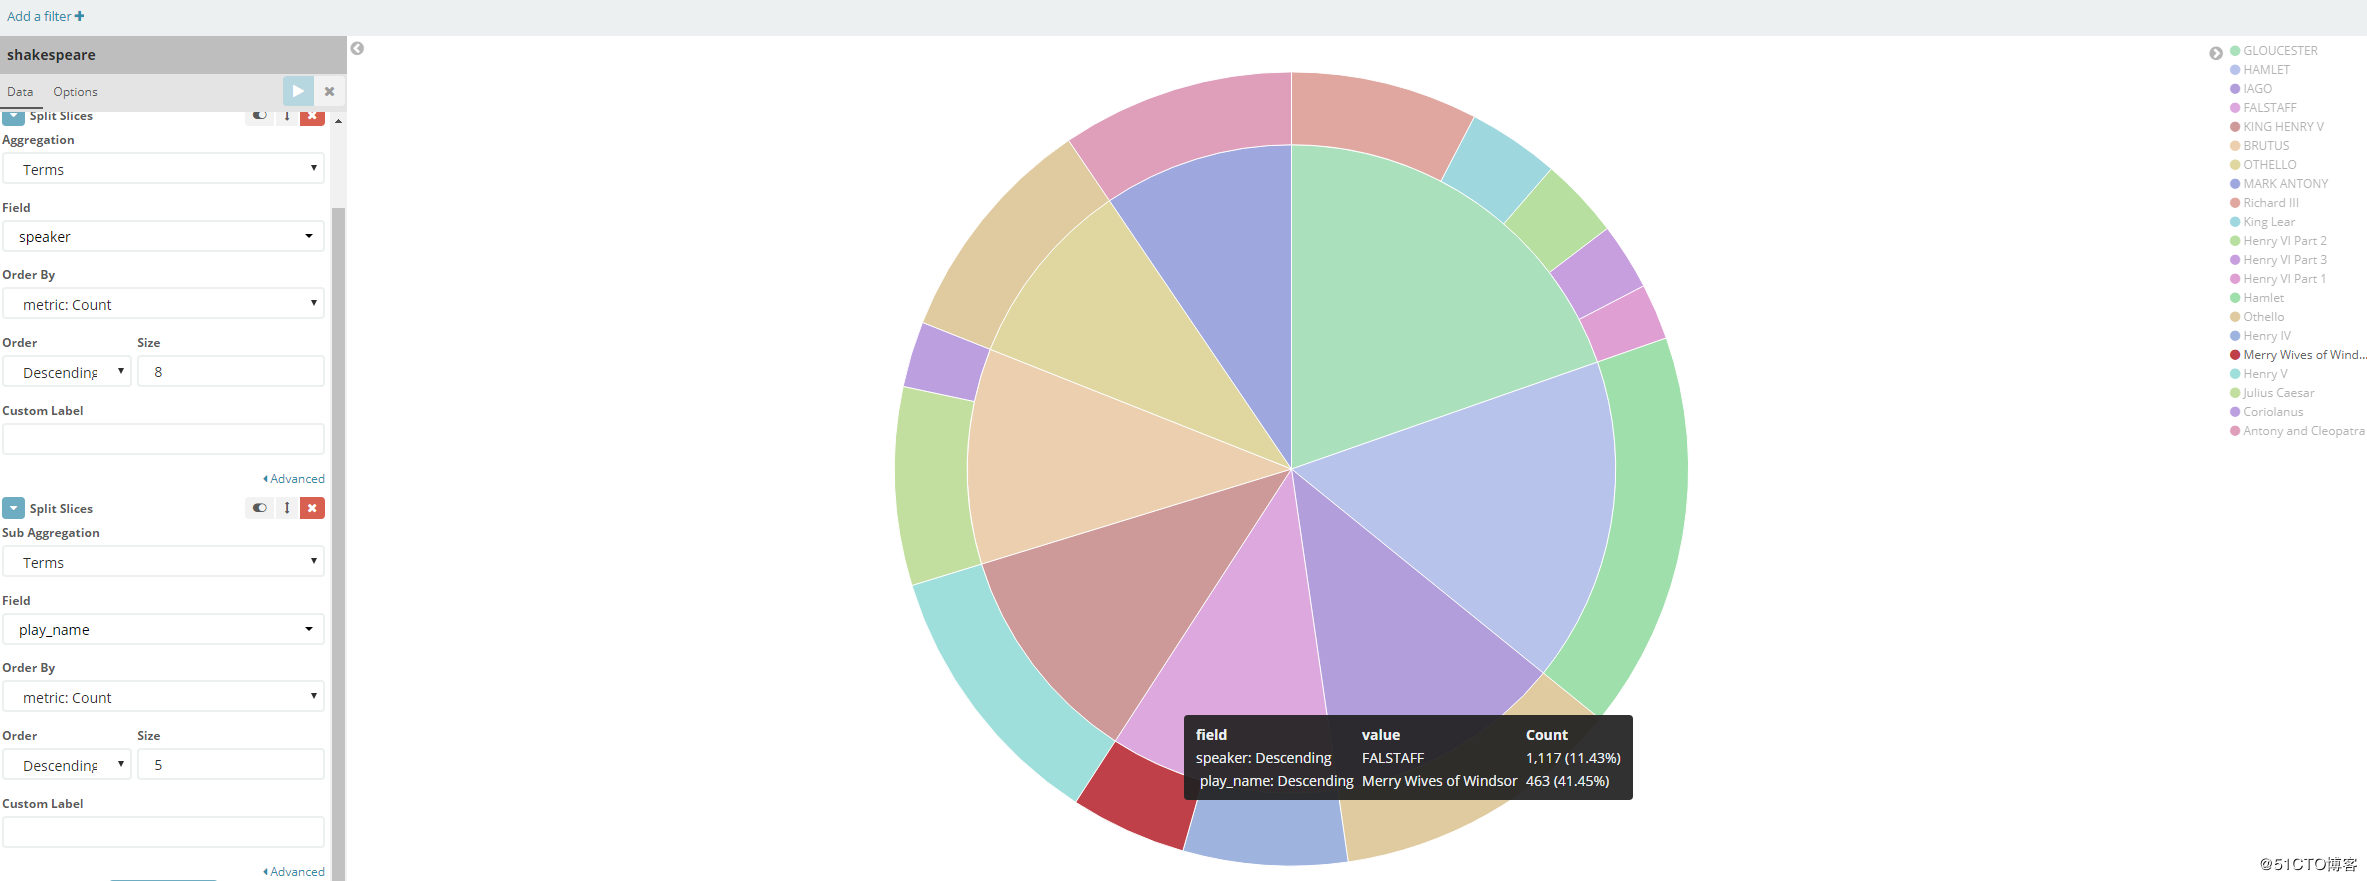 Add a filter
shakespeare
Data Options
Split Slices
Aggregation
Terms
Field
speaker
Order By
metric: Count
Order Size
Descending 8
Custom Label
Advanced
Split Slices
Sub Aggregation
Terms
Field
play_name
Order By
metric: Count
Order Size
Descending 5
Custom Label
Advanced
field value Count
speaker: Descending FALSTAFF 1,117 (11.43%)
play_name: Descending Merry Wives of Windsor 463 (41.45%)
GLOUCESTER
HAMLET
IAGO
FALSTAFF
KING HENRY V
BRUTUS
OTHELLO
MARK ANTONY
Richard III
King Lear
Henry VI Part 2
Henry VI Part 3
Henry VI Part 1
Hamlet
Othello
Henry IV
Merry Wives of Wind...
Henry V
Julius Caesar
Coriolanus
Antony and Cleopatra
@51CTO博客